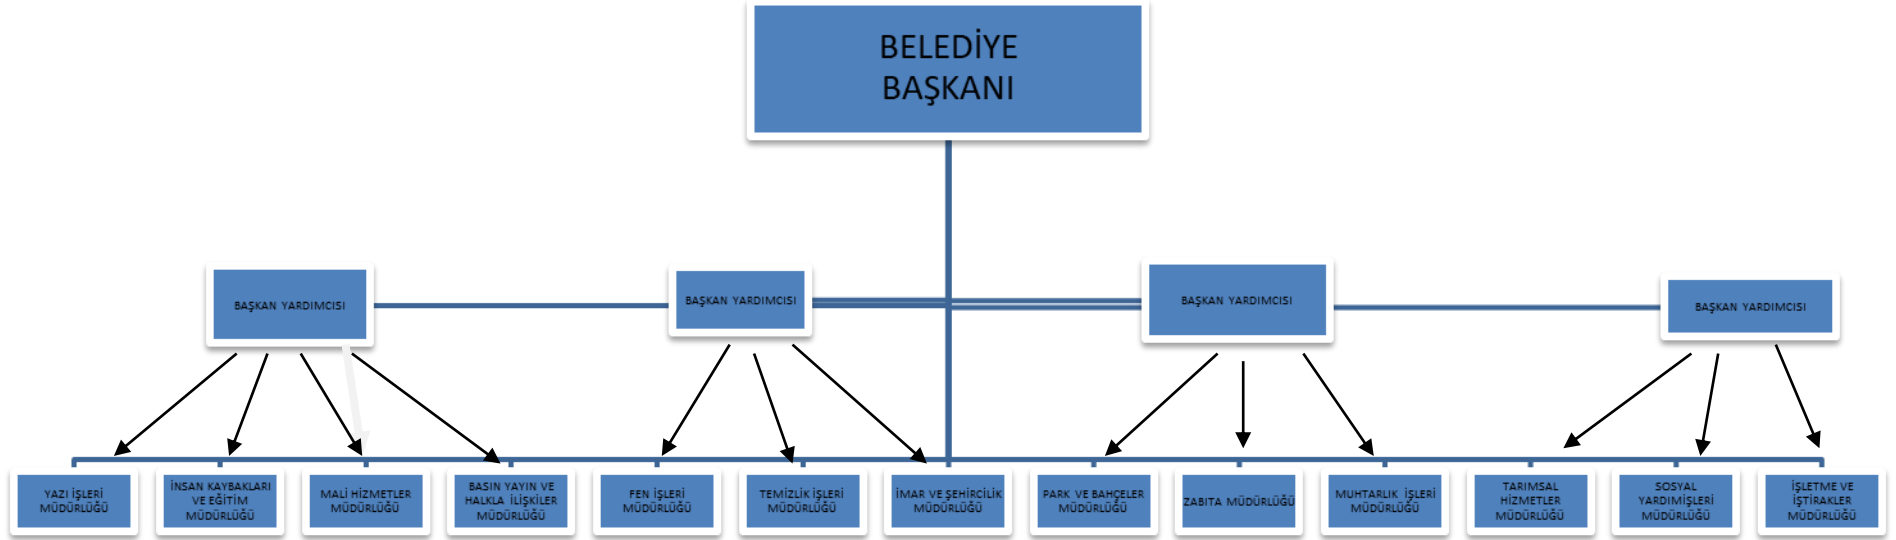 BELEDİYE
BAŞKANI
BAŞKAN YARDIMCISI
BAŞKAN YARDIMCISI
BAŞKAN YARDIMCISI
BAŞKAN YARDIMCISI
YAZI İŞLERİ
MÜDÜRLÜĞÜ
İNSAN KAYBAKLARI
VE EĞİTİM
MÜDÜRLÜĞÜ
MALİ HİZMETLER
MÜDÜRLÜĞÜ
BASIN YAYIN VE
HALKLA İLİŞKİLER
MÜDÜRLÜĞÜ
FEN İŞLERİ
MÜDÜRLÜĞÜ
TEMİZLİK İŞLERİ
MÜDÜRLÜĞÜ
İMAR VE ŞEHİRCİLİK
MÜDÜRLÜĞÜ
PARK VE BAHÇELER
MÜDÜRLÜĞÜ
ZABITA MÜDÜRLÜĞÜ
MUHTARLIK İŞLERİ
MÜDÜRLÜĞÜ
TARIMSAL
HİZMETLER
MÜDÜRLÜĞÜ
SOSYAL
YARDIMİŞLERİ
MÜDÜRLÜĞÜ
İŞLETME VE
İŞTİRAKLER
MÜDÜRLÜĞÜ